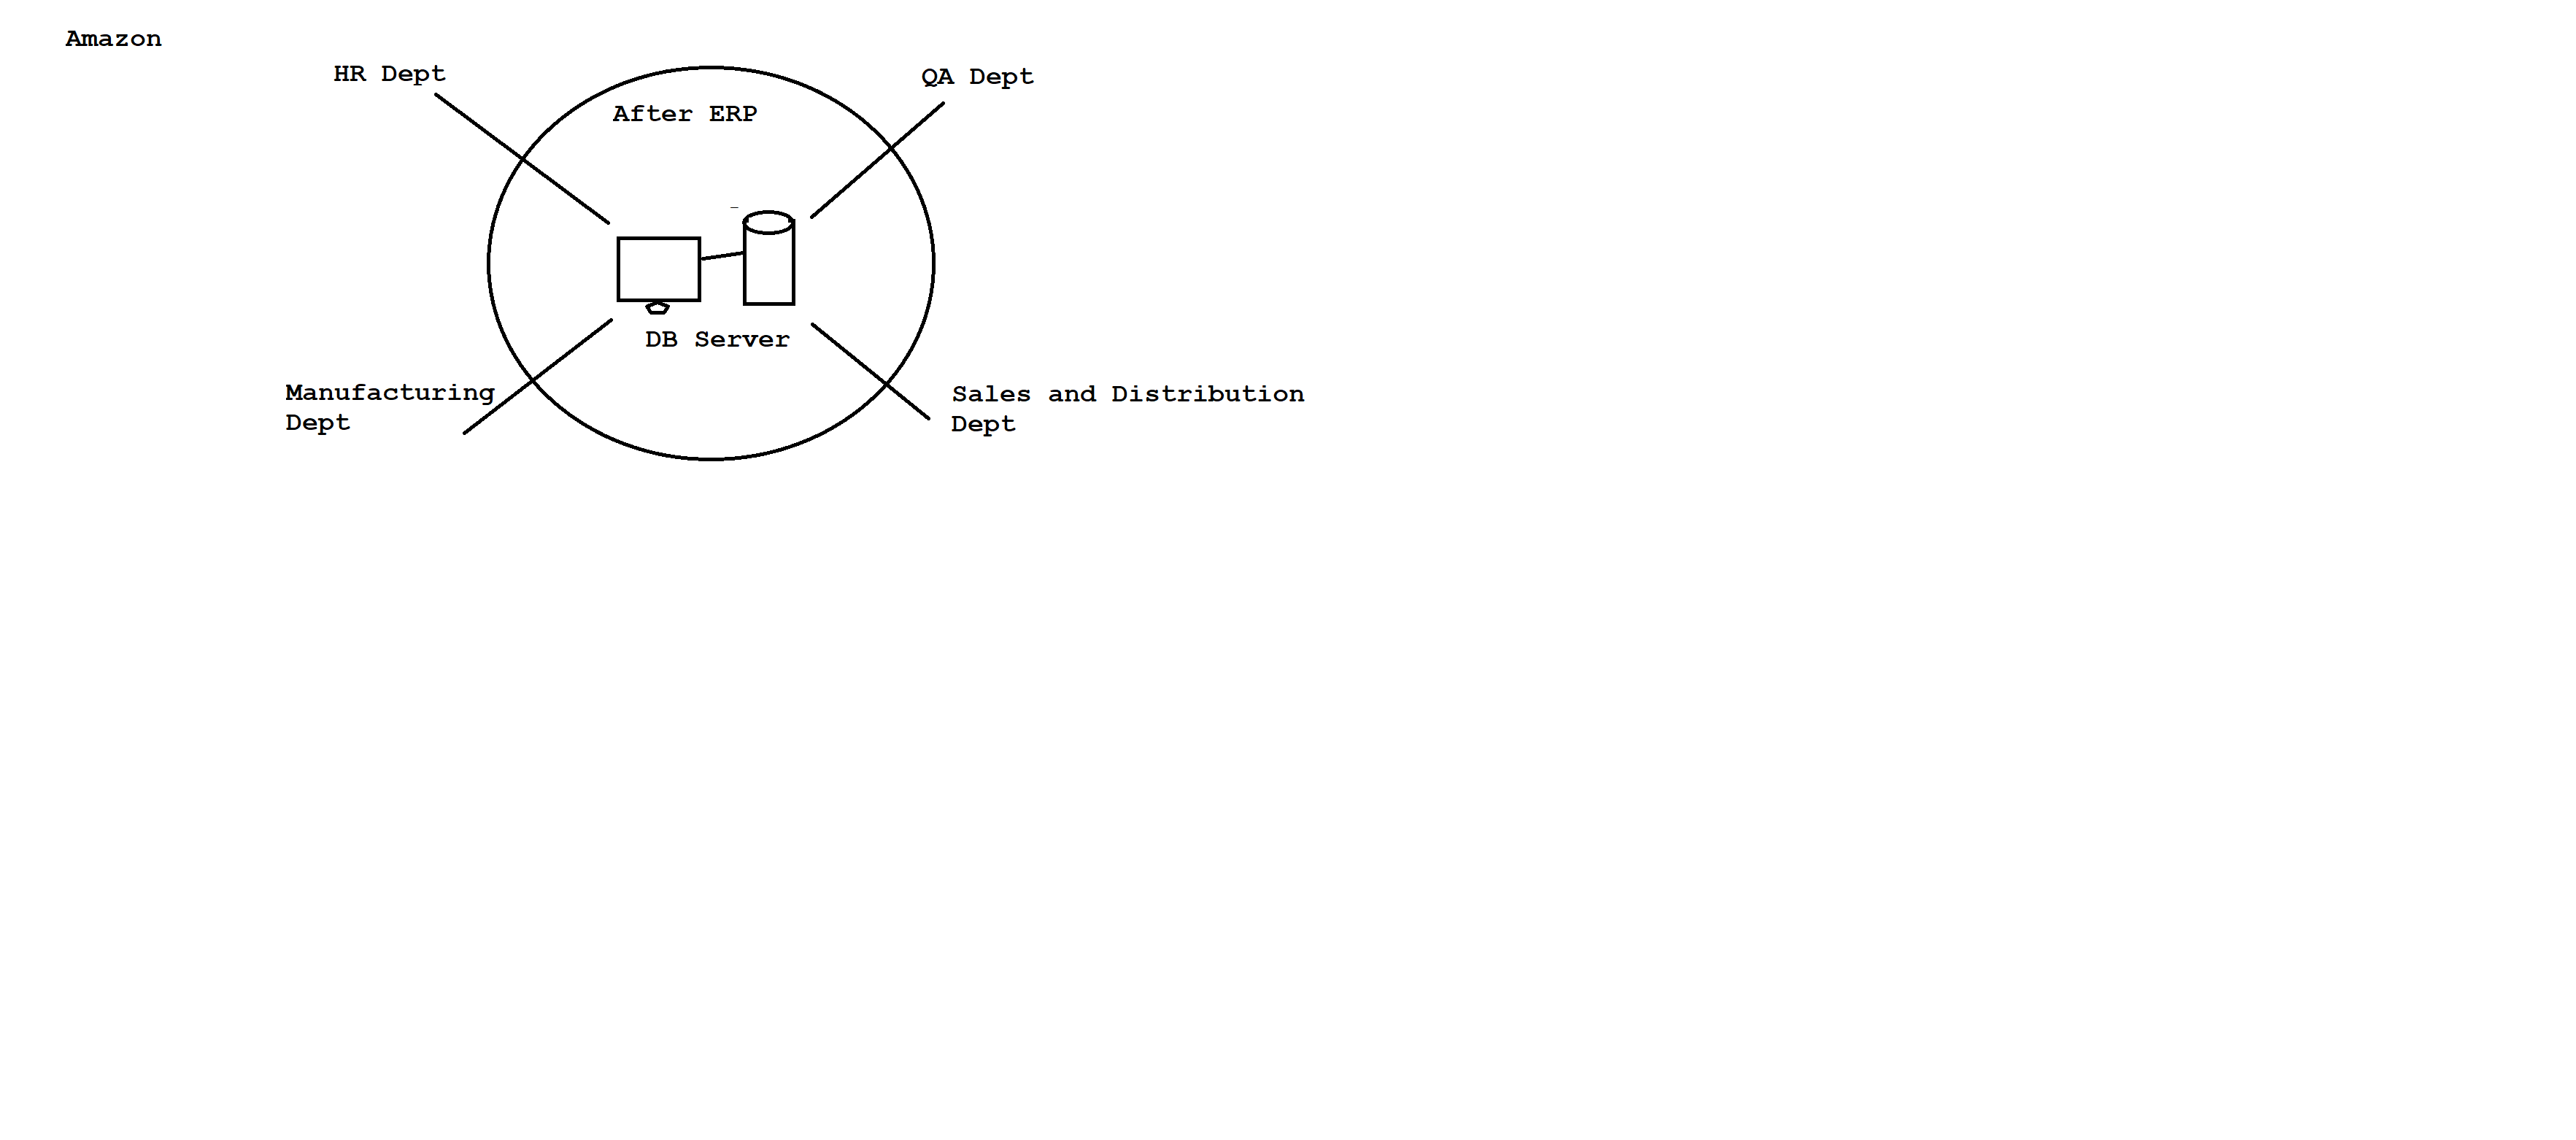 Amazon
HR Dept
QA Dept
After ERP
DB Server
Manufacturing
Dept
Sales and Distribution
Dept